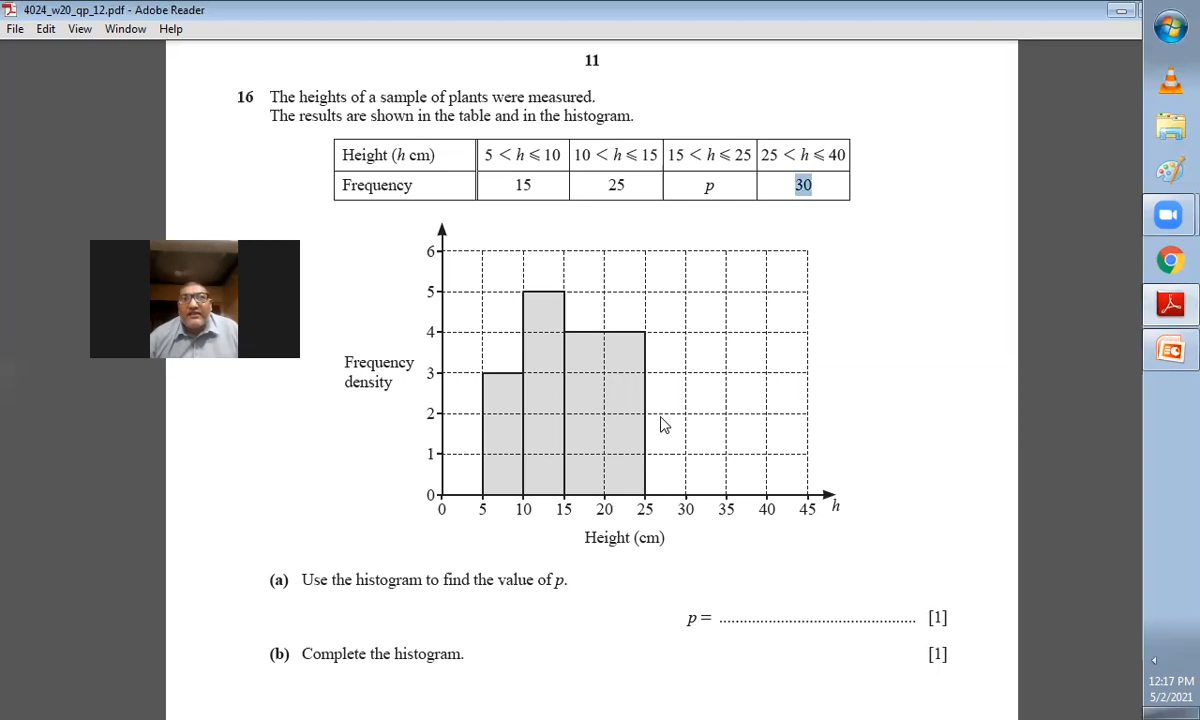 4024_w20_qp_12.pdf - Adobe Reader
File Edit View Window Help
11
16 The heights of a sample of plants were measured.
The results are shown in the table and in the histogram.
Height (h cm) 5 < h ⩽ 10 10 < h ⩽ 15 15 < h ⩽ 25 25 < h ⩽ 40
Frequency 15 25 p 30
6
5
4
Frequency
density
3
2
1
0
0 5 10 15 20 25 30 35 40 45 h
Height (cm)
(a) Use the histogram to find the value of p.
p = ................................................ [1]
(b) Complete the histogram. [1]
12:17 PM
5/2/2021